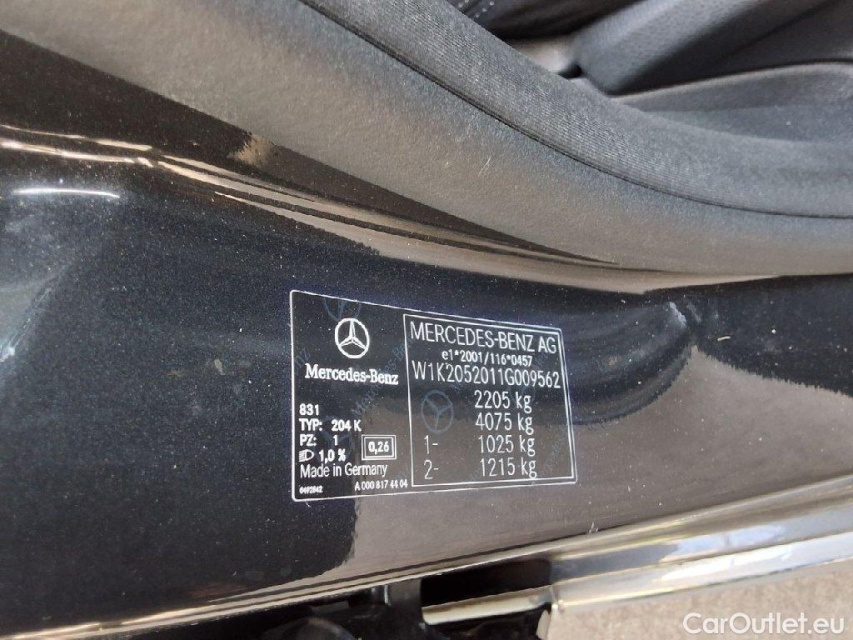 Mercedes-Benz
831
TYP: 204 K
PZ: 1
1,0 % 0,26
Made in Germany
A 000 817 44 04
MERCEDES-BENZ AG
e1*2001/116*0457
W1K2052011G009562
2205 kg
4075 kg
1- 1025 kg
2- 1215 kg
CarOutlet.eu